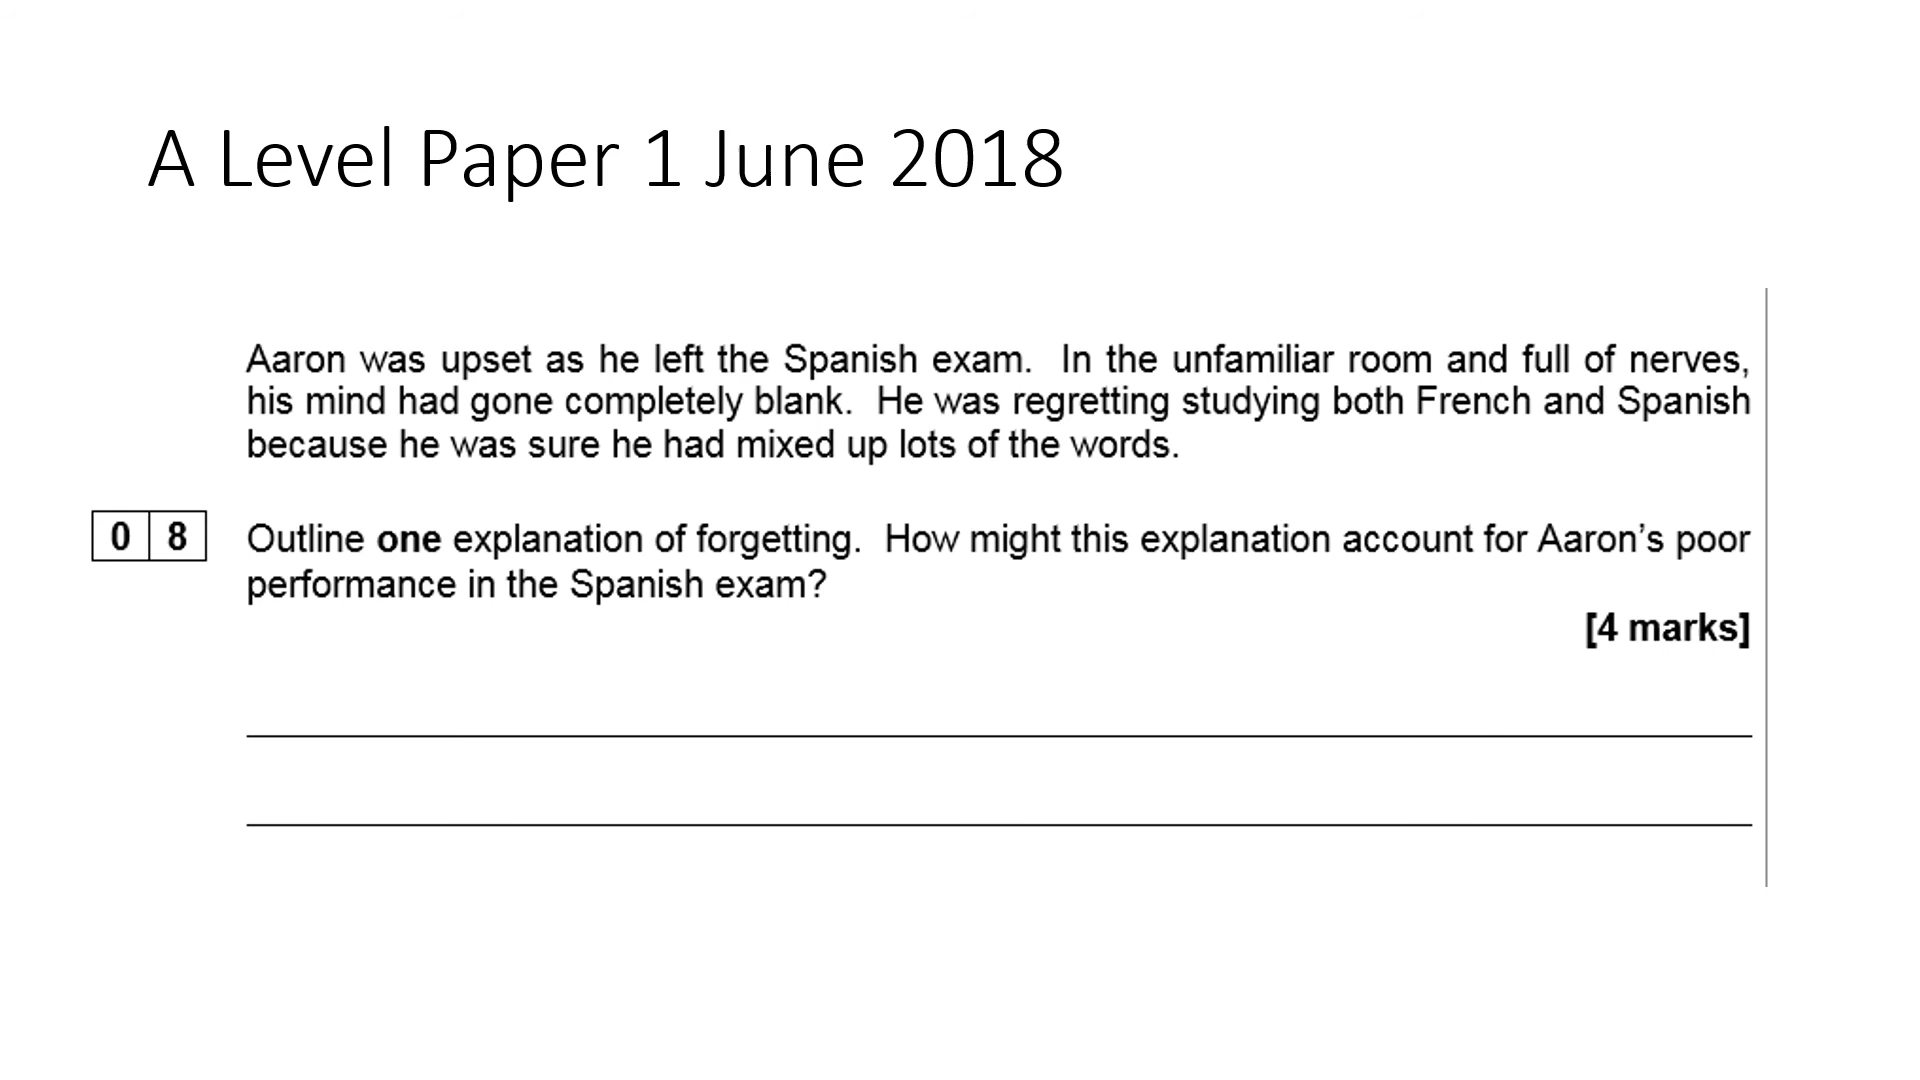 A Level Paper 1 June 2018
Aaron was upset as he left the Spanish exam. In the unfamiliar room and full of nerves,
his mind had gone completely blank. He was regretting studying both French and Spanish
because he was sure he had mixed up lots of the words.
0 8 Outline one explanation of forgetting. How might this explanation account for Aaron's poor
performance in the Spanish exam?
[4 marks]